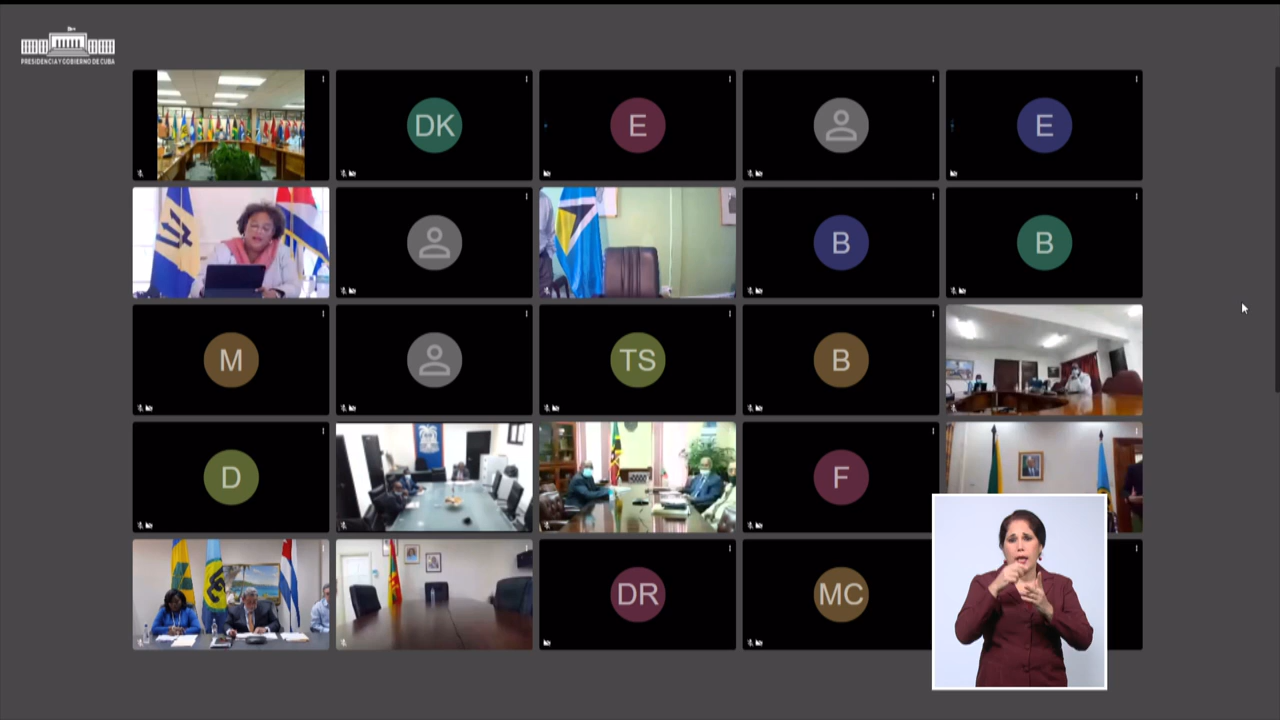 PRESIDENCIA Y GOBIERNO DE CUBA
DK
E
E
B
B
M
TS
B
D
F
DR
MC